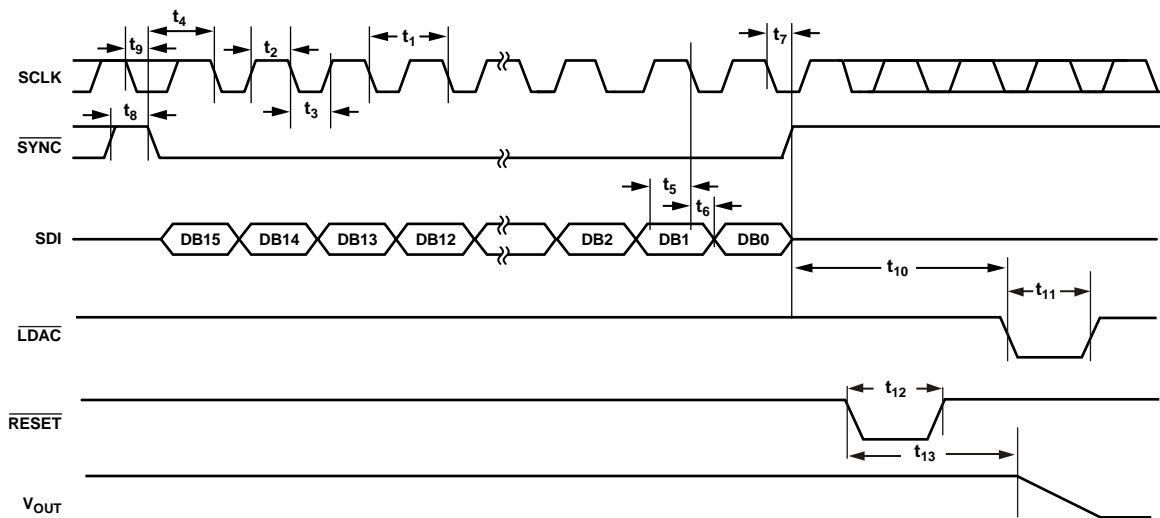 t4
t9
t2
t1
t7
SCLK
t3
t8
SYNC
t5
t6
SDI
DB15
DB14
DB13
DB12
DB2
DB1
DB0
t10
t11
LDAC
t12
RESET
t13
VOUT